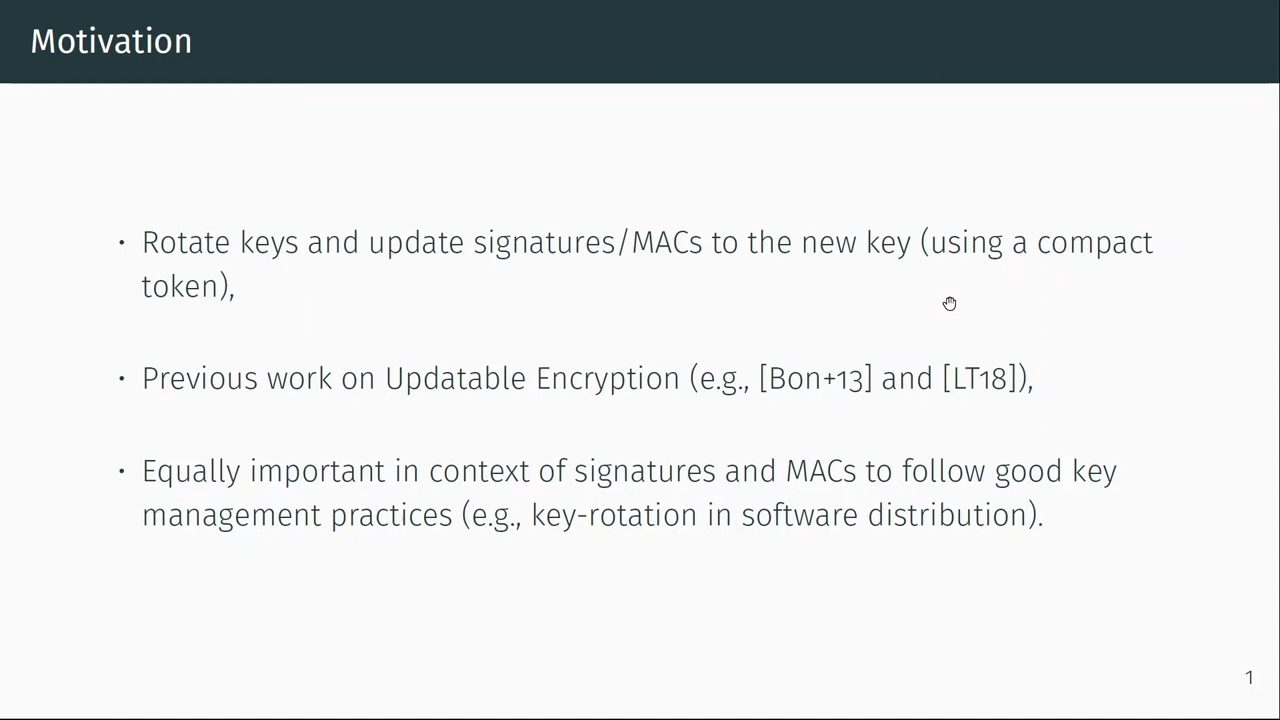 Motivation
• Rotate keys and update signatures/MACs to the new key (using a compact
token),
• Previous work on Updatable Encryption (e.g., [Bon+13] and [LT18]),
• Equally important in context of signatures and MACs to follow good key
management practices (e.g., key-rotation in software distribution).
1